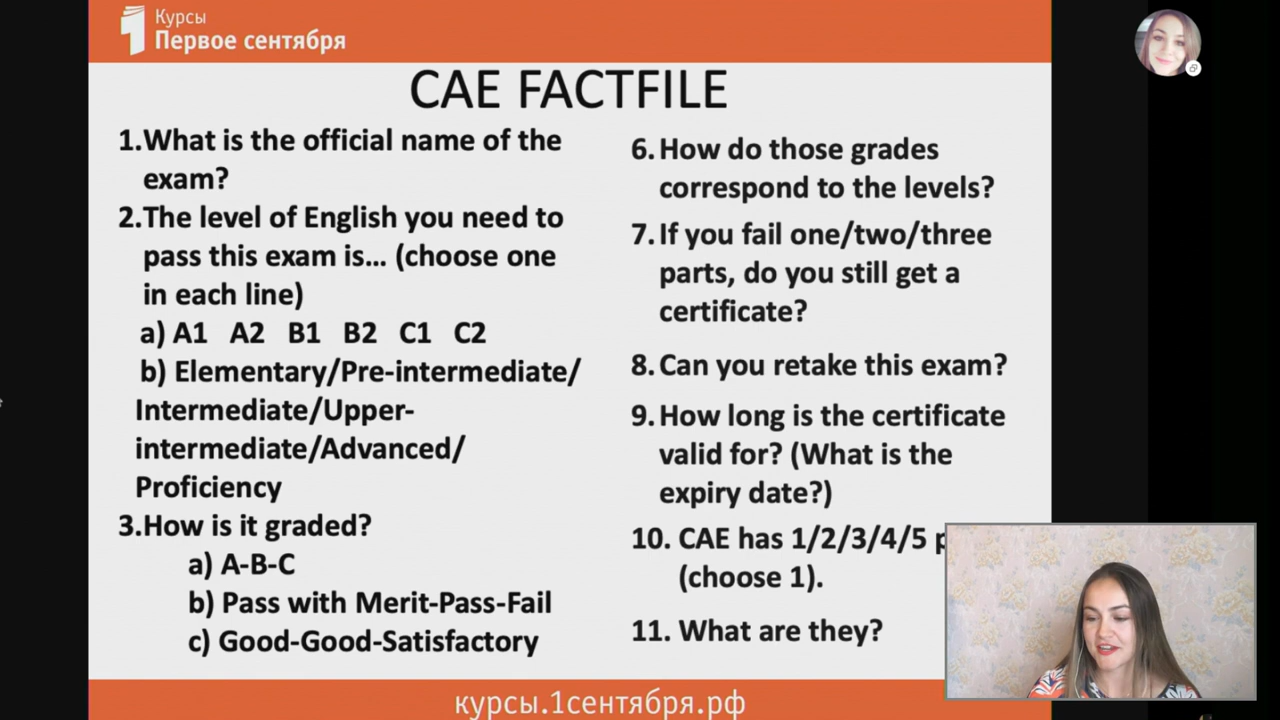 Курсы
Первое сентября
CAE FACTFILE
1.What is the official name of the
exam?
2.The level of English you need to
pass this exam is... (choose one
in each line)
a) A1 A2 B1 B2 C1 C2
b) Elementary/Pre-intermediate/
Intermediate/Upper-
intermediate/Advanced/
Proficiency
3.How is it graded?
a) A-B-C
b) Pass with Merit-Pass-Fail
c) Good-Good-Satisfactory
6. How do those grades
correspond to the levels?
7. If you fail one/two/three
parts, do you still get a
certificate?
8. Can you retake this exam?
9. How long is the certificate
valid for? (What is the
expiry date?)
10. CAE has 1/2/3/4/5
(choose 1).
11. What are they?
курсы.1сентября.рф